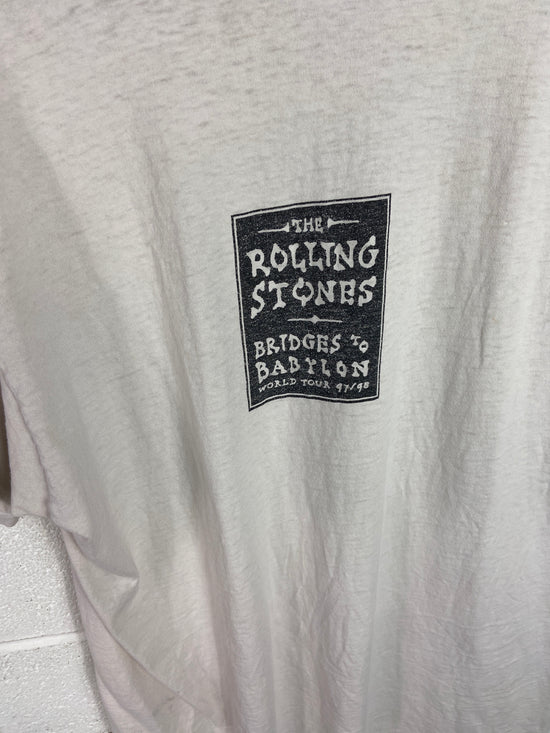 THE
ROLLING
STONES
BRIDGES TO
BABYLON
WORLD TOUR 97/98